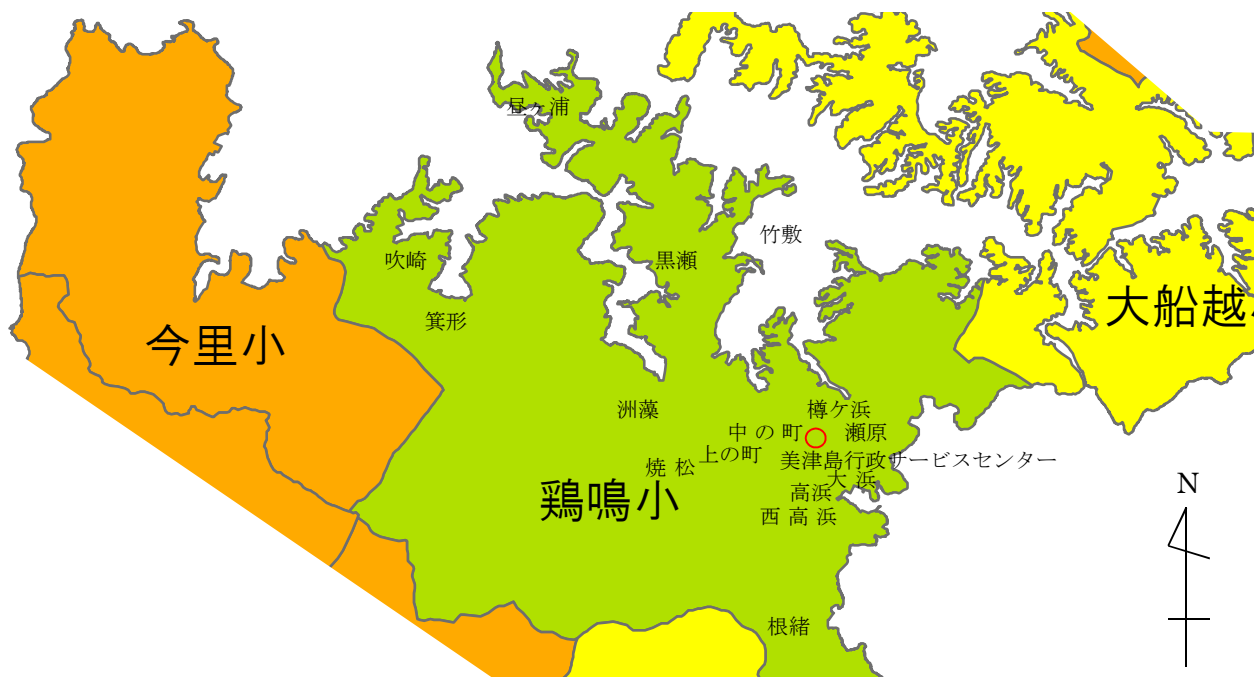 昼ヶ浦
竹敷
吹崎
黒瀬
箕形
大船越
今里小
洲藻
樽ケ浜
中の町
瀬原
上の町
美津島行政サービスセンター
焼松
大浜
高浜
鶏鳴小
西高浜
N
根緒